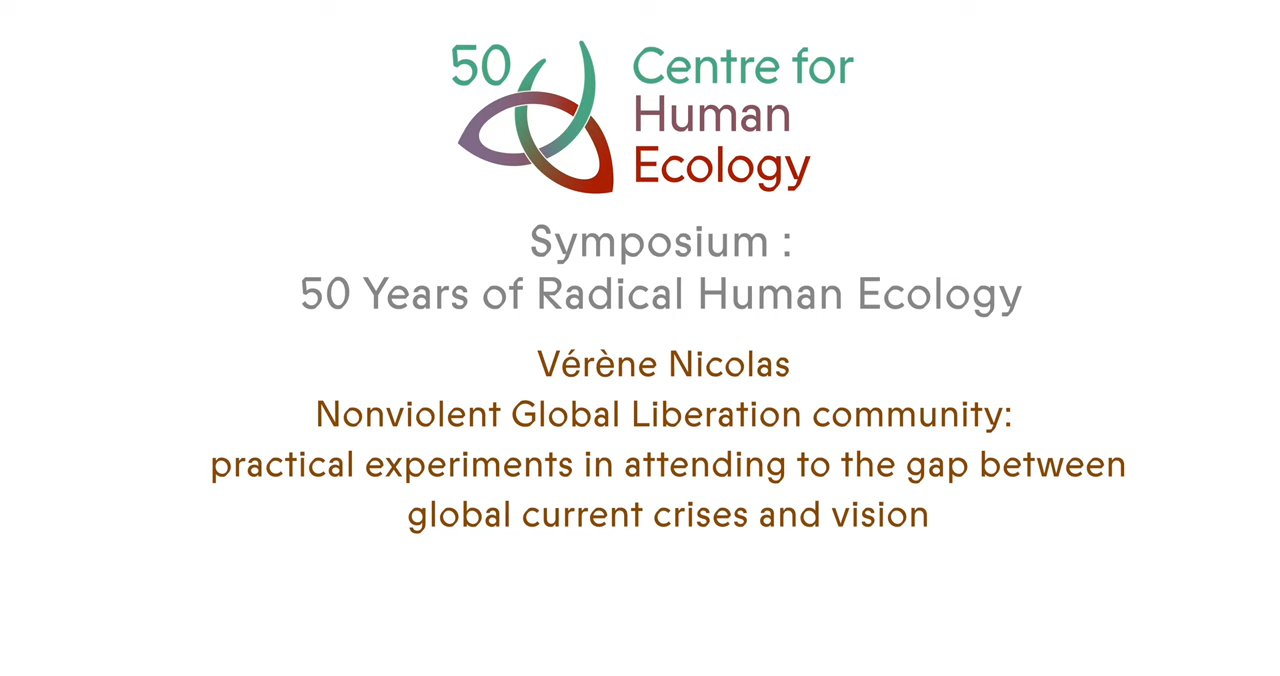 50
Centre for
Human
Ecology
Symposium :
50 Years of Radical Human Ecology
Vérène Nicolas
Nonviolent Global Liberation community:
practical experiments in attending to the gap between
global current crises and vision